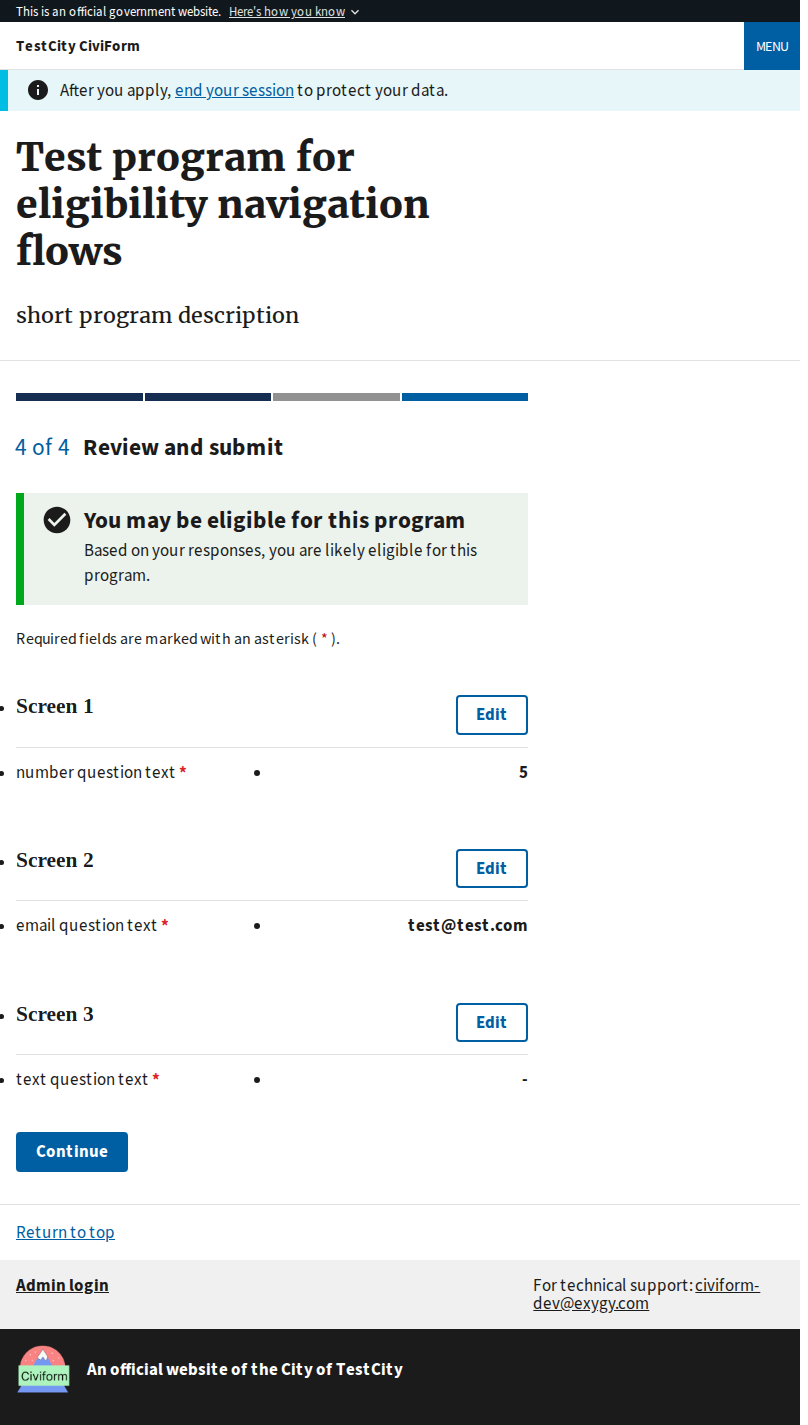 This is an official government website. Here's how you know
TestCity CiviForm
MENU
After you apply, end your session to protect your data.
Test program for
eligibility navigation
flows
short program description
4 of 4 Review and submit
You may be eligible for this program
Based on your responses, you are likely eligible for this
program.
Required fields are marked with an asterisk ( * ).
Screen 1
Edit
number question text *
5
Screen 2
Edit
email question text *
test@test.com
Screen 3
Edit
text question text *
-
Continue
Return to top
Admin login
For technical support: civiform-
dev@exygy.com
Civiform
An official website of the City of TestCity